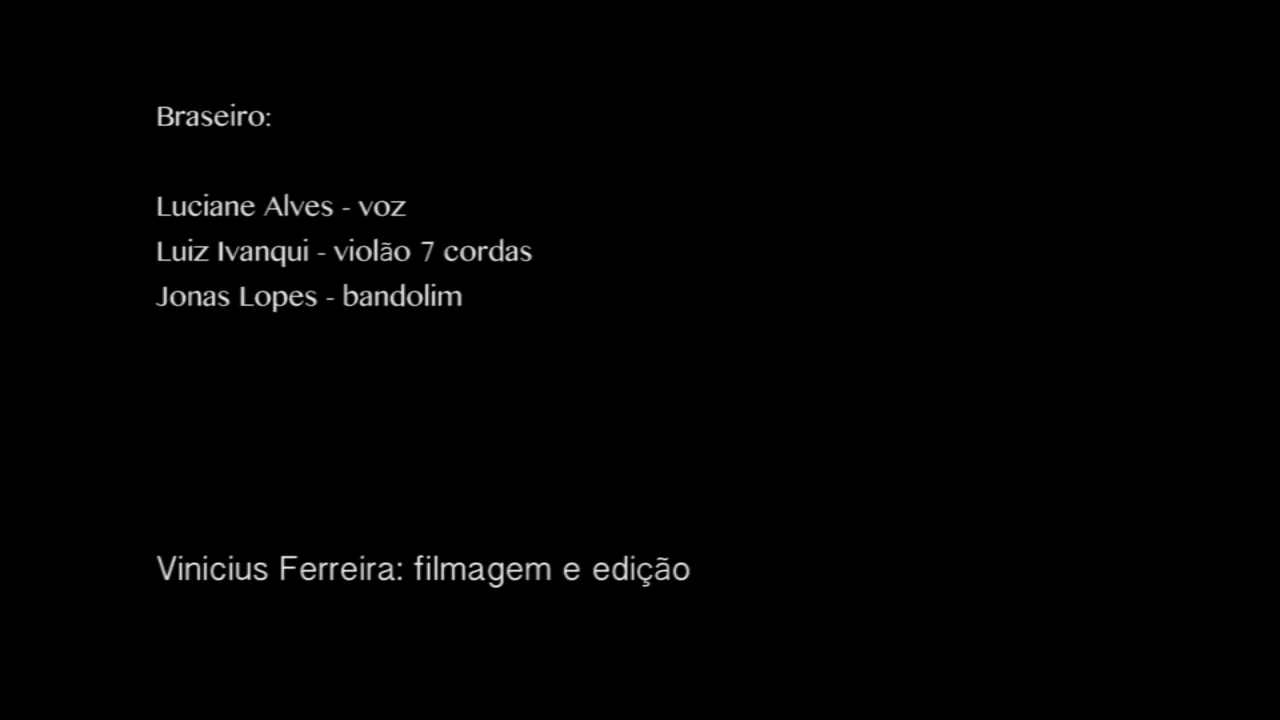 Braseiro:
Luciane Alves - voz
Luiz Ivanqui - violão 7 cordas
Jonas Lopes - bandolim
Vinicius Ferreira: filmagem e edição